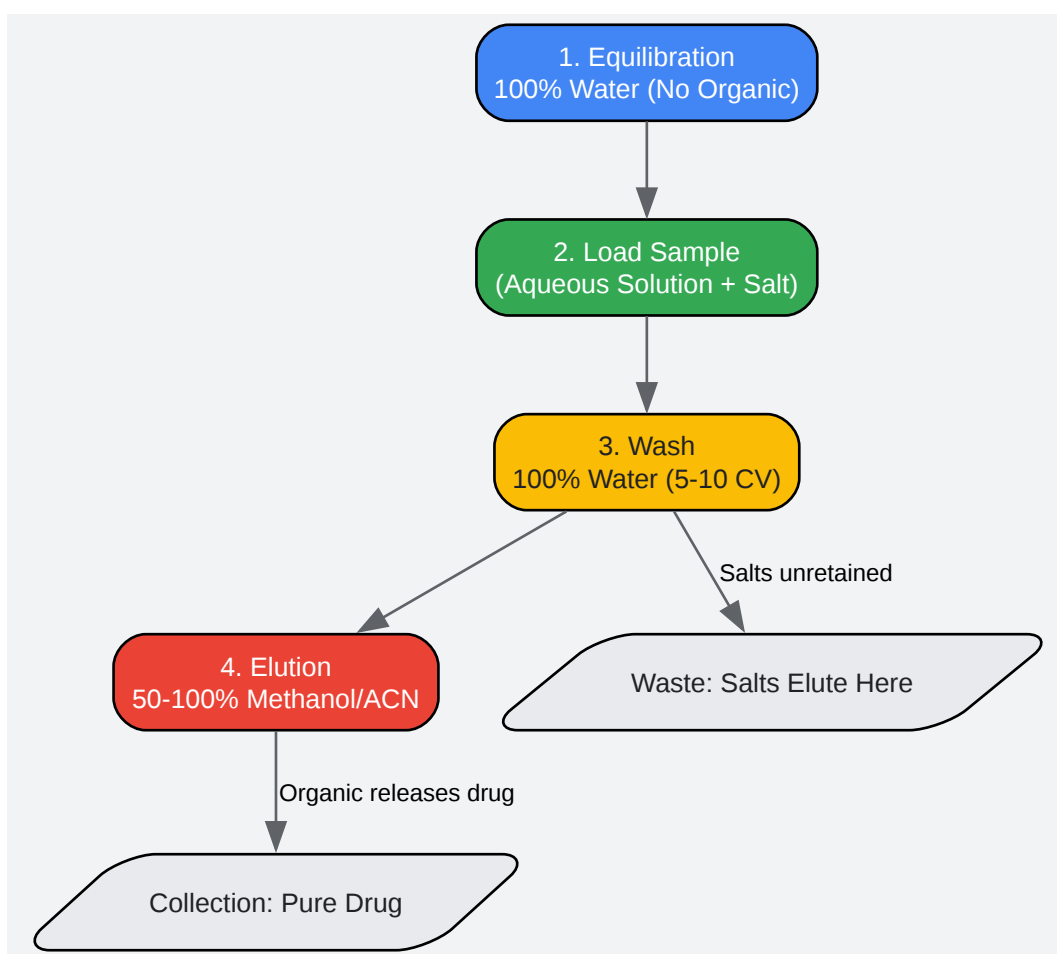 1. Equilibration
100% Water (No Organic)
2. Load Sample
(Aqueous Solution + Salt)
3. Wash
100% Water (5-10 CV)
Salts unretained
4. Elution
50-100% Methanol/ACN
Waste: Salts Elute Here
Organic releases drug
Collection: Pure Drug